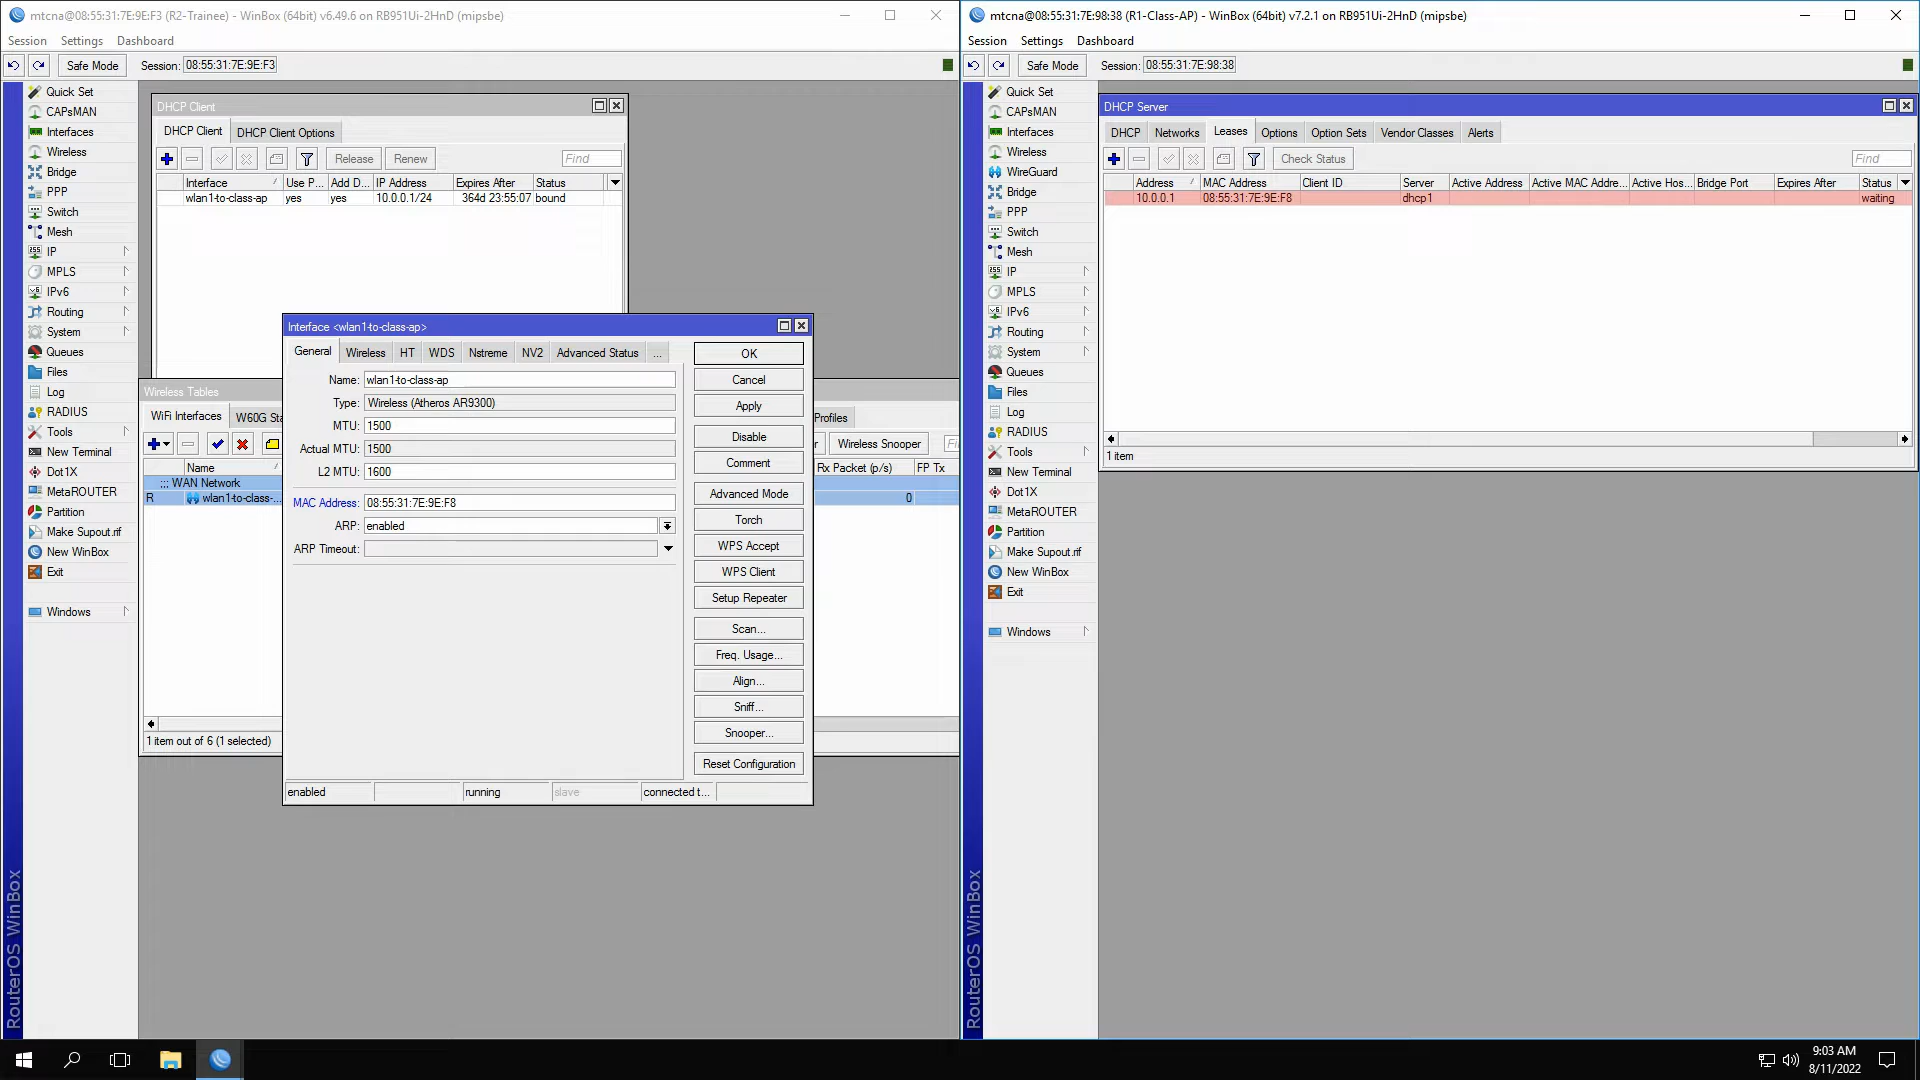 mtcna@08:55:31:7E:9E:F3 (R2-Trainee) - WinBox (64bit) v6.49.6 on RB951Ui-2HnD (mipsbe)
Session Settings Dashboard
Safe Mode Session: 08:55:31:7E:9E:F3
Quick Set
CAPsMAN
Interfaces
Wireless
Bridge
PPP
Switch
Mesh
IP
MPLS
IPv6
Routing
System
Queues
Files
Log
RADIUS
Tools
New Terminal
Dot1X
MetaROUTER
Partition
Make Supout.rif
New WinBox
Exit
Windows
RouterOS WinBox
DHCP Client
DHCP Client DHCP Client Options
Release Renew Find
Interface Use P... Add D... IP Address Expires After Status
wlan1-to-class-ap yes yes 10.0.0.1/24 364d 23:55:07 bound
Wireless Tables
WiFi Interfaces W60G Sta Profiles
r Wireless Snooper Fi
Name Rx Packet (p/s) FP Tx
;;; WAN Network
R wlan1-to-class-... 0
1 item out of 6 (1 selected)
Interface <wlan1-to-class-ap>
General Wireless HT WDS Nstreme NV2 Advanced Status ...
Name: wlan1-to-class-ap
Type: Wireless (Atheros AR9300)
MTU: 1500
Actual MTU: 1500
L2 MTU: 1600
MAC Address: 08:55:31:7E:9E:F8
ARP: enabled
ARP Timeout:
OK
Cancel
Apply
Disable
Comment
Advanced Mode
Torch
WPS Accept
WPS Client
Setup Repeater
Scan...
Freq. Usage...
Align...
Sniff...
Snooper...
Reset Configuration
enabled running slave connected t...
mtcna@08:55:31:7E:98:38 (R1-Class-AP) - WinBox (64bit) v7.2.1 on RB951Ui-2HnD (mipsbe)
Session Settings Dashboard
Safe Mode Session: 08:55:31:7E:98:38
Quick Set
CAPsMAN
Interfaces
Wireless
WireGuard
Bridge
PPP
Switch
Mesh
IP
MPLS
IPv6
Routing
System
Queues
Files
Log
RADIUS
Tools
New Terminal
Dot1X
MetaROUTER
Partition
Make Supout.rif
New WinBox
Exit
Windows
RouterOS WinBox
DHCP Server
DHCP Networks Leases Options Option Sets Vendor Classes Alerts
Check Status Find
Address MAC Address Client ID Server Active Address Active MAC Addre... Active Hos... Bridge Port Expires After Status
10.0.0.1 08:55:31:7E:9E:F8 dhcp1 waiting
1 item
9:03 AM
8/11/2022